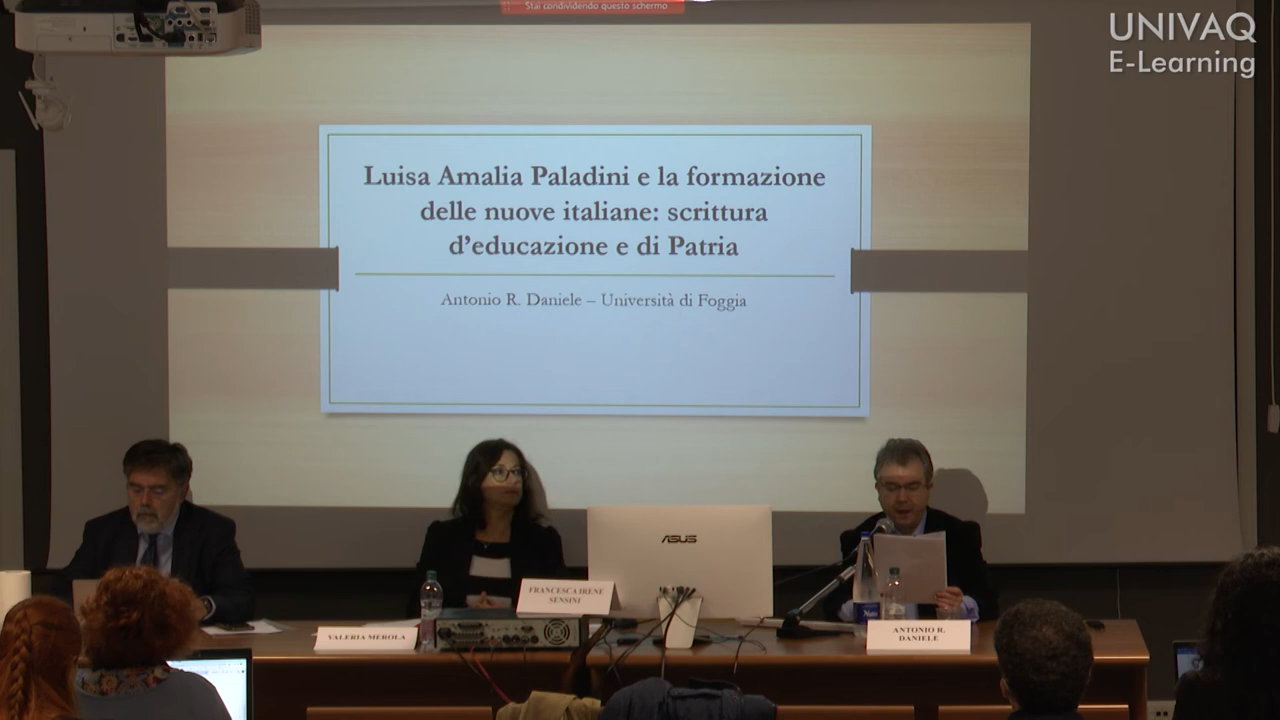 Stai condividendo questo schermo
UNIVAQ
E-Learning
Luisa Amalia Paladini e la formazione
delle nuove italiane: scrittura
d'educazione e di Patria
Antonio R. Daniele – Università di Foggia
ASUS
FRANCESCA IRENE
SENSINI
VALERIA MEROLA
ANTONIO R.
DANIELE